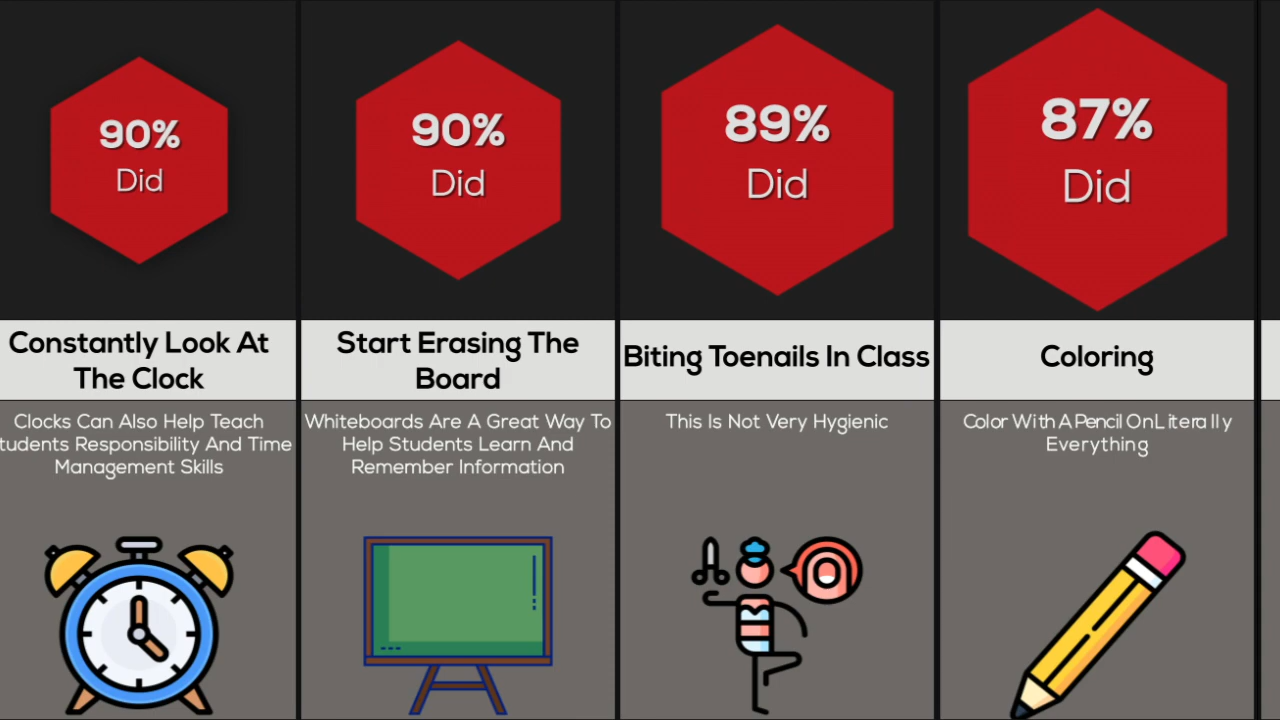 90%
Did
Constantly Look At
The Clock
Clocks Can Also Help Teach
tudents Responsibility And Time
Management Skills
90%
Did
Start Erasing The
Board
Whiteboards Are A Great Way To
Help Students Learn And
Remember Information
89%
Did
Biting Toenails In Class
This Is Not Very Hygienic
87%
Did
Coloring
Color With A Pencil On Literally
Everything